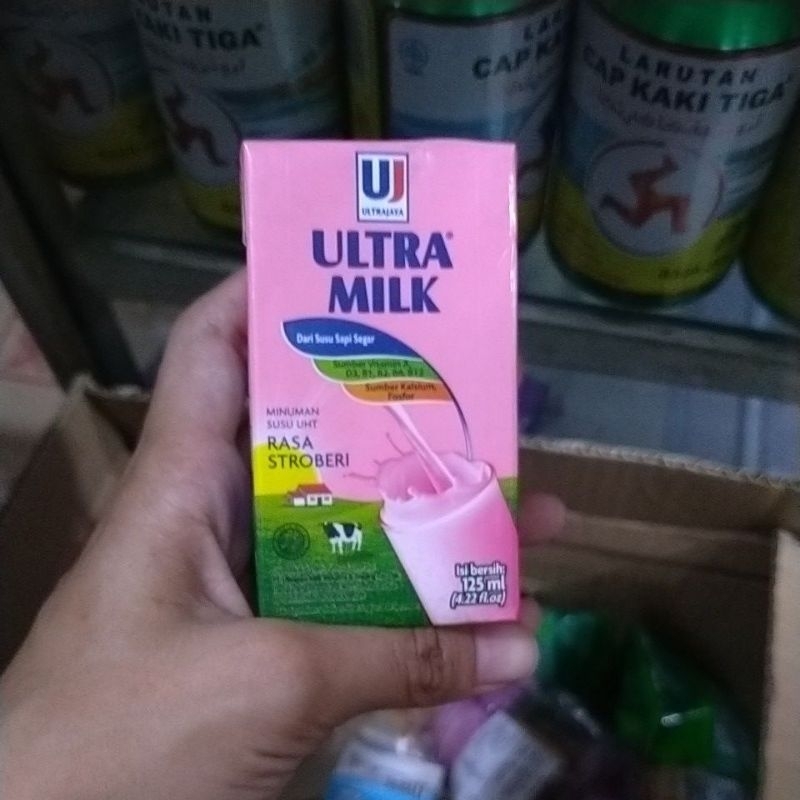 LARUTAN
CAP KAKI TIGA
LARUTAN
KAKI TIGA
CAP KA
UJ
ULTRAJAYA
ULTRA®
MILK
Dari Susu Sapi Segar
Sumber Vitamin A,
D3, B1, B2, B6, B12
Sumber Kalsium,
Fosfor
MINUMAN
SUSU UHT
RASA
STROBERI
Isi bersih:
125 ml
(4.22 fl.oz)